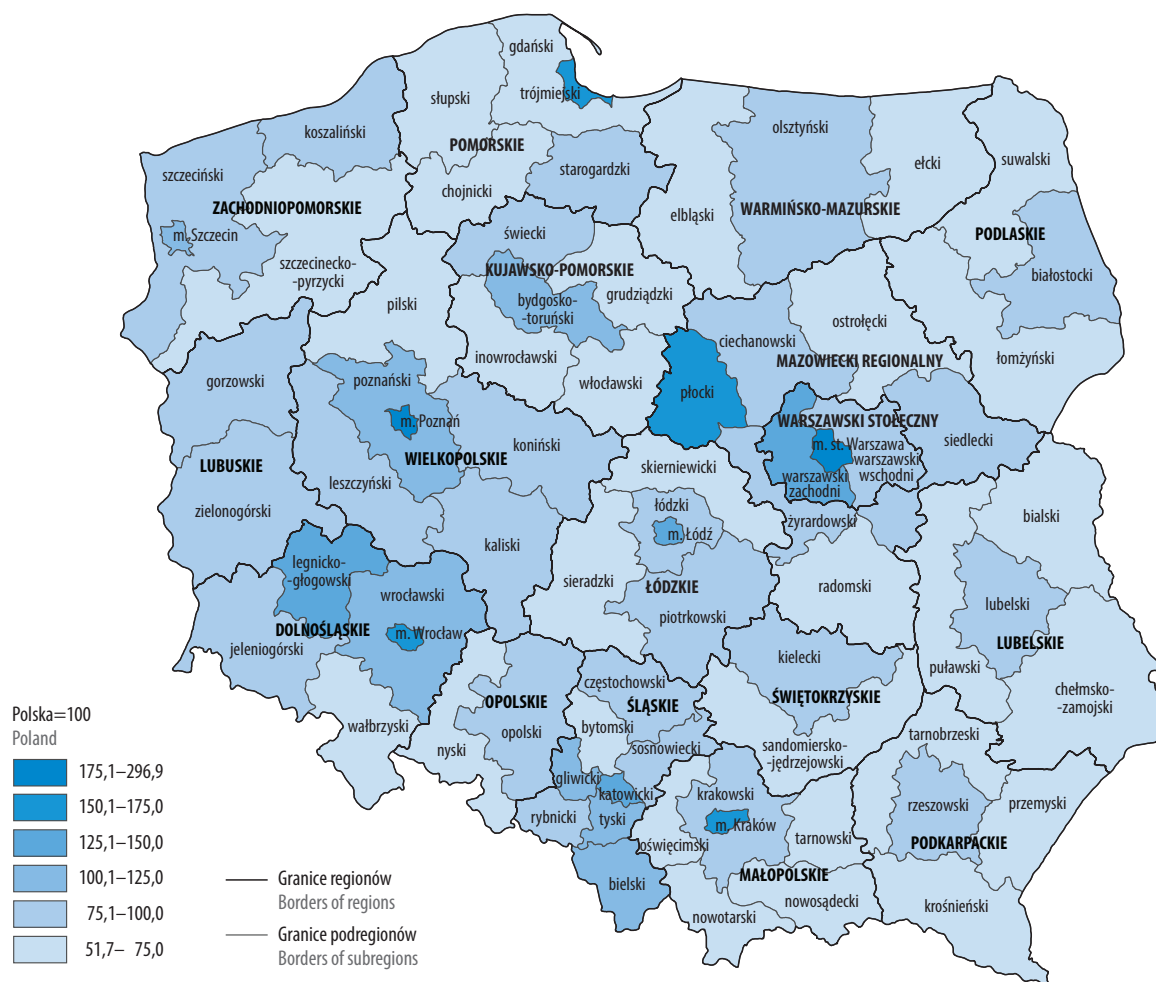 gdański
trójmiejski
słupski
koszaliński
POMORSKIE
starogardzki
chojnicki
olsztyński
ełcki
suwalski
szczeciński
ZACHODNIOPOMORSKIE
elbląski
WARMIŃSKO-MAZURSKIE
PODLASKIE
m. Szczecin
świecki
białostocki
szczecinecko-
-pyrzycki
KUJAWSKO-POMORSKIE
grudziądzki
bydgosko-
-toruński
pilski
ostrołęcki
ciechanowski
inowrocławski
MAZOWIECKI REGIONALNY
łomżyński
gorzowski
poznański
włocławski
płocki
m. Poznań
WARSZAWSKI STOŁECZNY
koniński
m. st. Warszawa
siedlecki
LUBUSKIE
WIELKOPOLSKIE
skierniewicki
warszawski
wschodni
leszczyński
warszawski
zachodni
zielonogórski
łódzki
m. Łódź
żyrardowski
bialski
kaliski
legnicko-
-głogowski
sieradzki
ŁÓDZKIE
radomski
wrocławski
piotrkowski
lubelski
DOLNOŚLĄSKIE
m. Wrocław
LUBELSKIE
jeleniogórski
kielecki
puławski
częstochowski
chełmsko-
-zamojski
OPOLSKIE
ŚLĄSKIE
ŚWIĘTOKRZYSKIE
wałbrzyski
bytomski
opolski
nyski
sosnowiecki
sandomiersko-
-jędrzejowski
tarnobrzeski
gliwicki
katowicki
krakowski
rzeszowski
przemyski
rybnicki
tyski
m. Kraków
oświęcimski
tarnowski
PODKARPACKIE
bielski
MAŁOPOLSKIE
nowosądecki
krośnieński
nowotarski
Polska=100
Poland
175,1–296,9
150,1–175,0
125,1–150,0
100,1–125,0
75,1–100,0
51,7– 75,0
Granice regionów
Borders of regions
Granice podregionów
Borders of subregions